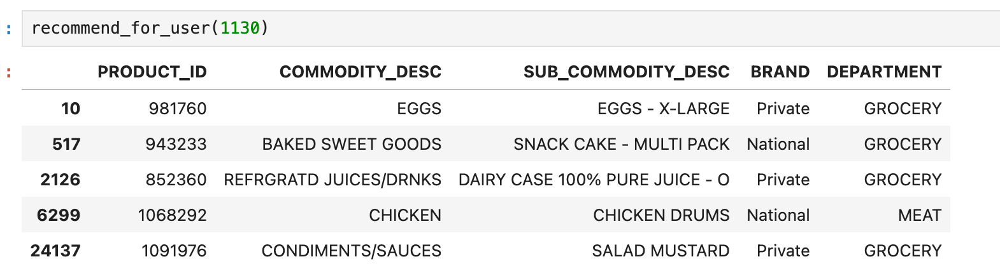 : recommend_for_user(1130)
: PRODUCT_ID COMMODITY_DESC SUB_COMMODITY_DESC BRAND DEPARTMENT
10 981760 EGGS EGGS - X-LARGE Private GROCERY
517 943233 BAKED SWEET GOODS SNACK CAKE - MULTI PACK National GROCERY
2126 852360 REFRGRATD JUICES/DRNKS DAIRY CASE 100% PURE JUICE - O Private GROCERY
6299 1068292 CHICKEN CHICKEN DRUMS National MEAT
24137 1091976 CONDIMENTS/SAUCES SALAD MUSTARD Private GROCERY